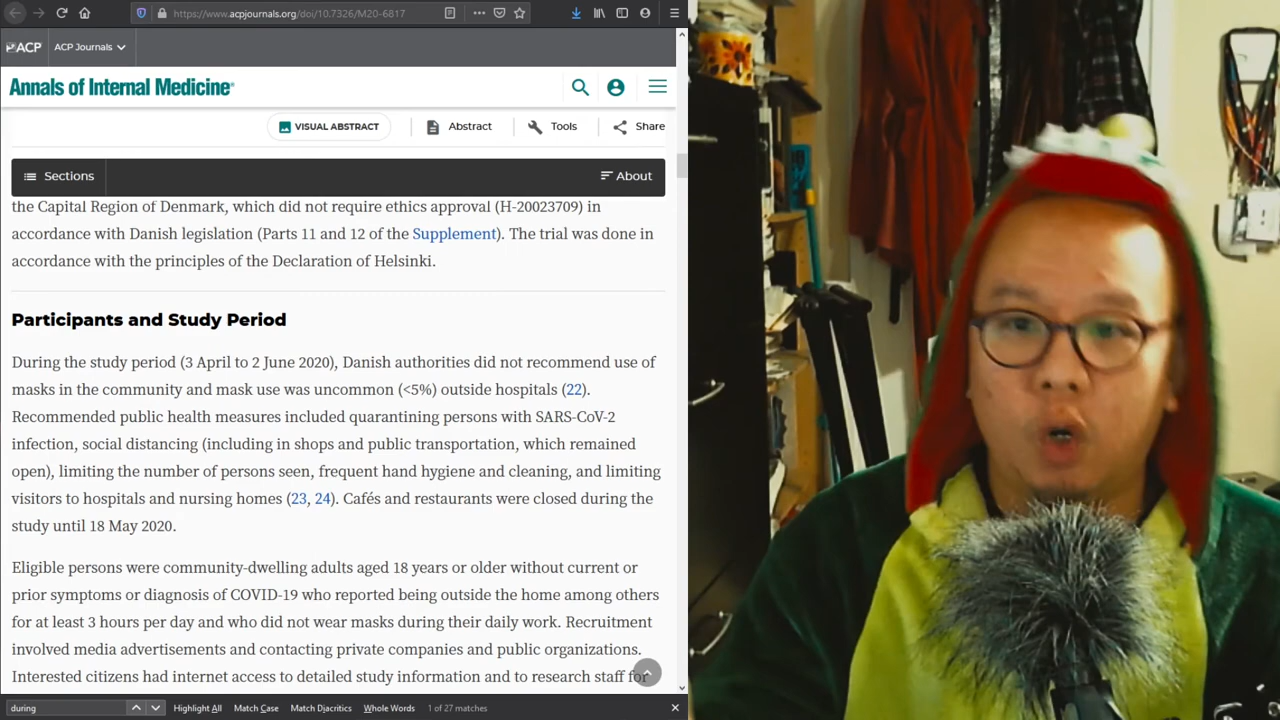 https://www.acpjournals.org/doi/10.7326/M20-6817
ACP
ACP Journals
Annals of Internal Medicine®
VISUAL ABSTRACT
Abstract
Tools
Share
Sections
About
the Capital Region of Denmark, which did not require ethics approval (H-20023709) in
accordance with Danish legislation (Parts 11 and 12 of the Supplement). The trial was done in
accordance with the principles of the Declaration of Helsinki.
Participants and Study Period
During the study period (3 April to 2 June 2020), Danish authorities did not recommend use of
masks in the community and mask use was uncommon (<5%) outside hospitals (22).
Recommended public health measures included quarantining persons with SARS-CoV-2
infection, social distancing (including in shops and public transportation, which remained
open), limiting the number of persons seen, frequent hand hygiene and cleaning, and limiting
visitors to hospitals and nursing homes (23, 24). Cafés and restaurants were closed during the
study until 18 May 2020.
Eligible persons were community-dwelling adults aged 18 years or older without current or
prior symptoms or diagnosis of COVID-19 who reported being outside the home among others
for at least 3 hours per day and who did not wear masks during their daily work. Recruitment
involved media advertisements and contacting private companies and public organizations.
Interested citizens had internet access to detailed study information and to research staff for
during
Highlight All
Match Case
Match Diacritics
Whole Words
1 of 27 matches